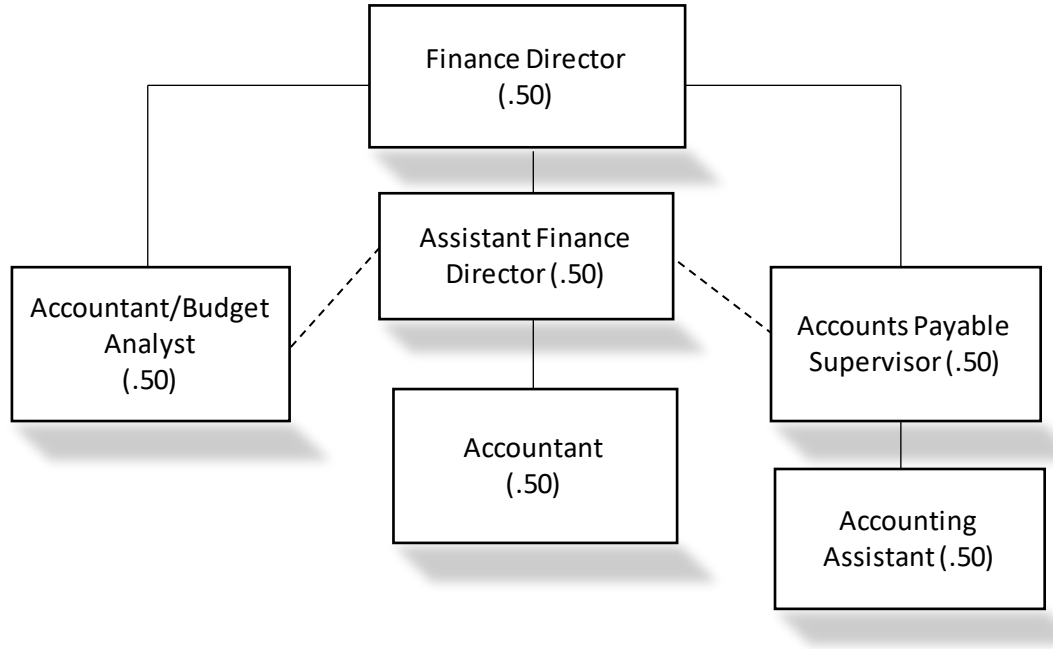 Finance Director
(.50)
Assistant Finance
Director (.50)
Accountant/Budget
Analyst
(.50)
Accounts Payable
Supervisor (.50)
Accountant
(.50)
Accounting
Assistant (.50)